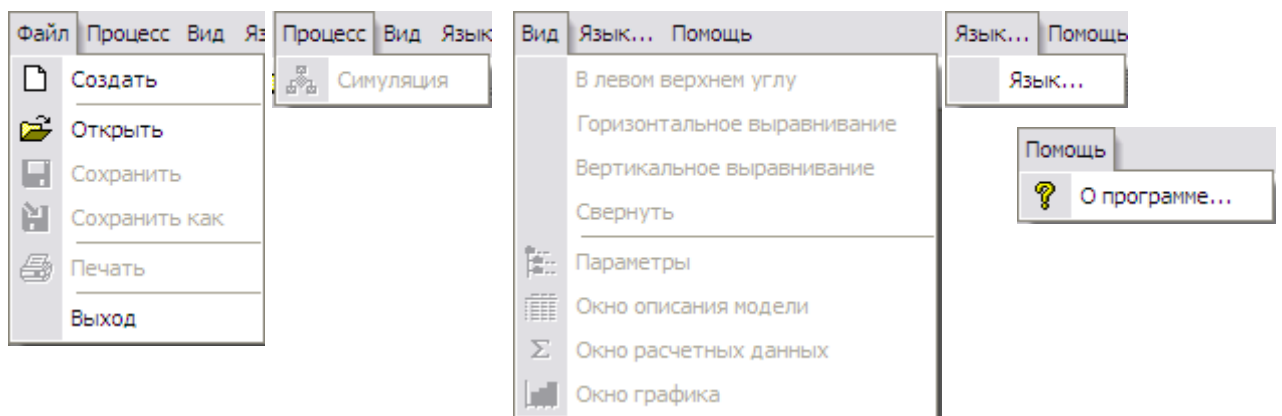 Файл Процесс Вид Яз
Создать
Открыть
Сохранить
Сохранить как
Печать
Выход
Процесс Вид Язык
Симуляция
Вид Язык... Помощь
В левом верхнем углу
Горизонтальное выравнивание
Вертикальное выравнивание
Свернуть
Параметры
Окно описания модели
Σ Окно расчетных данных
Окно графика
Язык... Помощь
Язык...
Помощь
О программе...